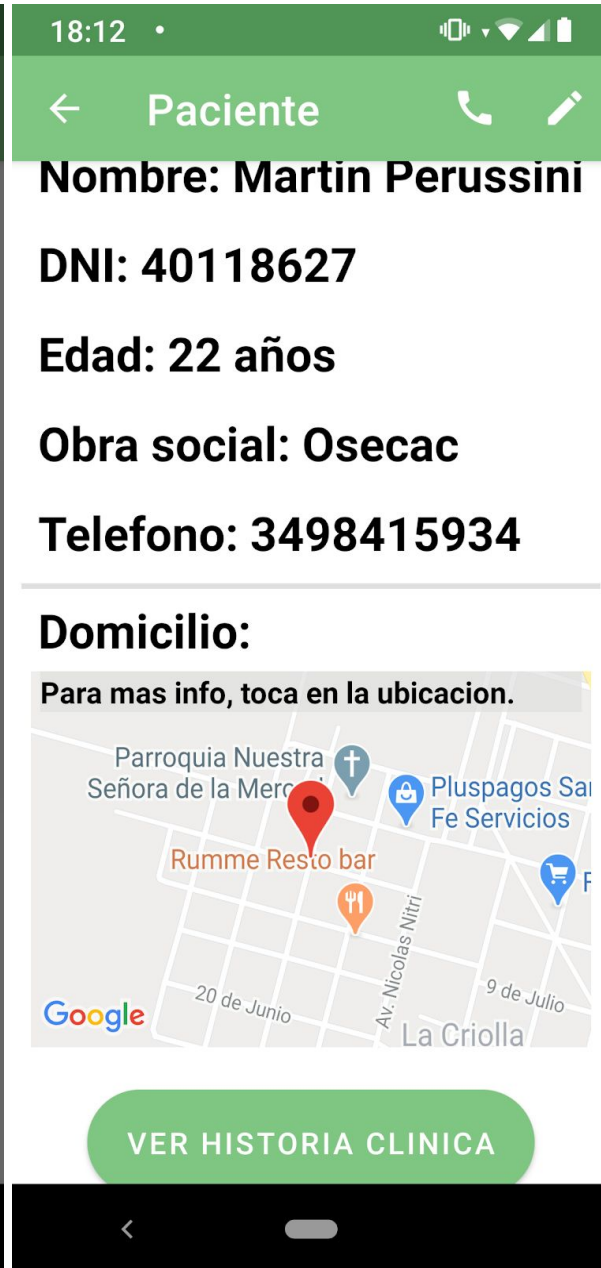 18:12
Paciente
Nombre: Martin Perussini
DNI: 40118627
Edad: 22 años
Obra social: Osecac
Telefono: 3498415934
Domicilio:
Para mas info, toca en la ubicacion.
Parroquia Nuestra
Señora de la
Pluspagos
Fe Servicios
Rumme Resto bar
Av. Nicolas Nitri
20 de Junio
9 de Julio
Google
La Criolla
VER HISTORIA CLINICA